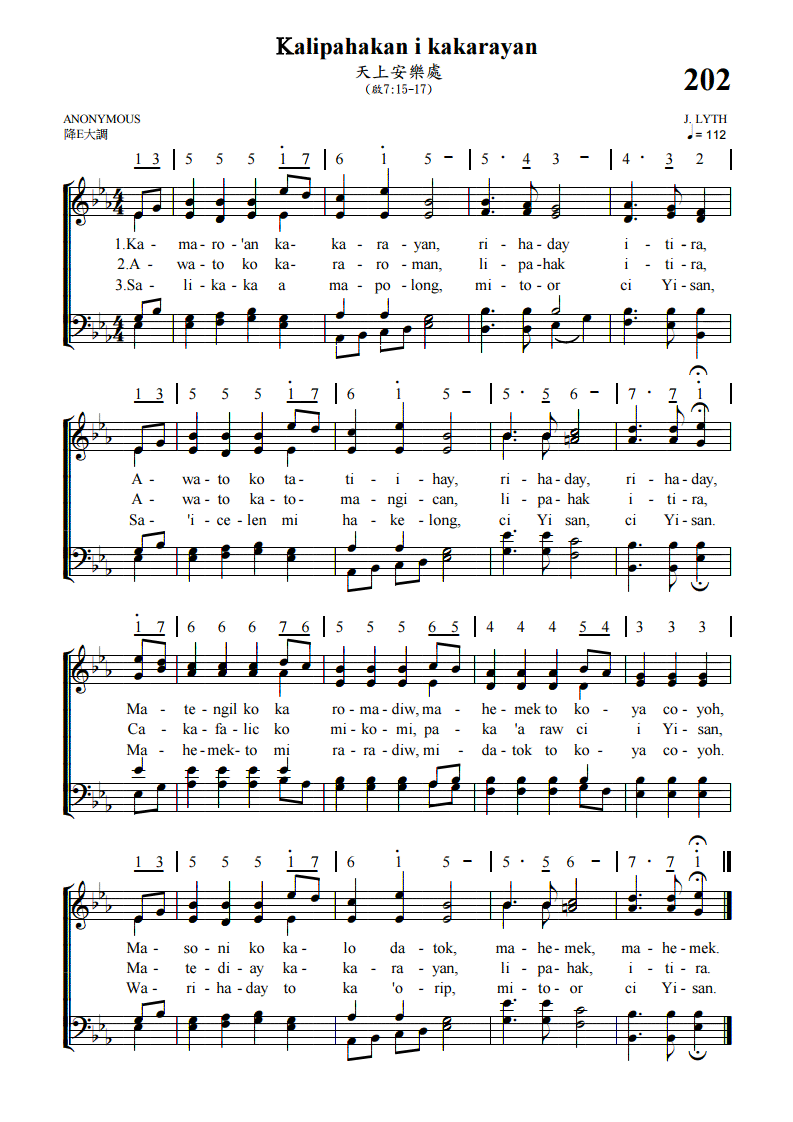 Kalipahakan i kakarayan
天上安樂處
202
(啟7:15-17)
ANONYMOUS
J. LYTH
降E大調
♩ = 112
1 3 | 5 5 5 1 7 | 6 1 5 - | 5 · 4 3 - | 4 · 3 2 |
1.Ka- ma-ro-'an ka- ka-ra-yan, ri-ha-day i-ti-ra,
2.A- wa-to ko ka- ra-ro-man, li-pa-hak i-ti-ra,
3.Sa- li-ka-ka a ma-po-long, mi-to-or ci Yi-san,
1 3 | 5 5 5 1 7 | 6 1 5 - | 5 · 5 6 - | 7 · 7 1 |
A- wa-to ko ta- ti-i-hay, ri-ha-day, ri-ha-day,
A- wa-to ka-to- ma-ngi-can, li-pa-hak i-ti-ra,
Sa- 'i-ce-len mi ha-ke-long, ci Yi san, ci Yi-san.
1 7 | 6 6 6 7 6 | 5 5 5 6 5 | 4 4 4 5 4 | 3 3 3 |
Ma- te-ngil ko ka ro-ma-diw, ma-he-mek to ko- ya co-yoh,
Ca- ka-fa-lic ko mi-ko-mi, pa- ka 'a raw ci i Yi-san,
Ma- he-mek-to mi ra-ra-diw, mi-da-tok to ko- ya co-yoh.
1 3 | 5 5 5 1 7 | 6 1 5 - | 5 · 5 6 - | 7 · 7 1
Ma- so-ni ko ka- lo da-tok, ma-he-mek, ma-he-mek.
Ma- te-di-ay ka- ka-ra-yan, li-pa-hak, i-ti-ra.
Wa- ri-ha-day to ka 'o-rip, mi-to-or ci Yi-san.